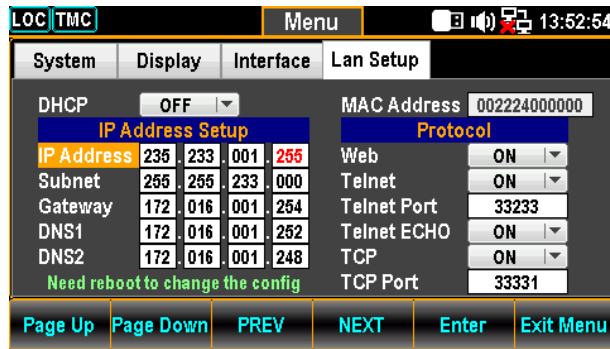 LOC TMC Menu 13:52:54
System Display Interface Lan Setup
DHCP OFF MAC Address 002224000000
IP Address Setup Protocol
IP Address 235 . 233 . 001 . 255 Web ON
Subnet 255 . 255 . 233 . 000 Telnet ON
Gateway 172 . 016 . 001 . 254 Telnet Port 33233
DNS1 172 . 016 . 001 . 252 Telnet ECHO ON
DNS2 172 . 016 . 001 . 248 TCP ON
Need reboot to change the config TCP Port 33331
Page Up Page Down PREV NEXT Enter Exit Menu